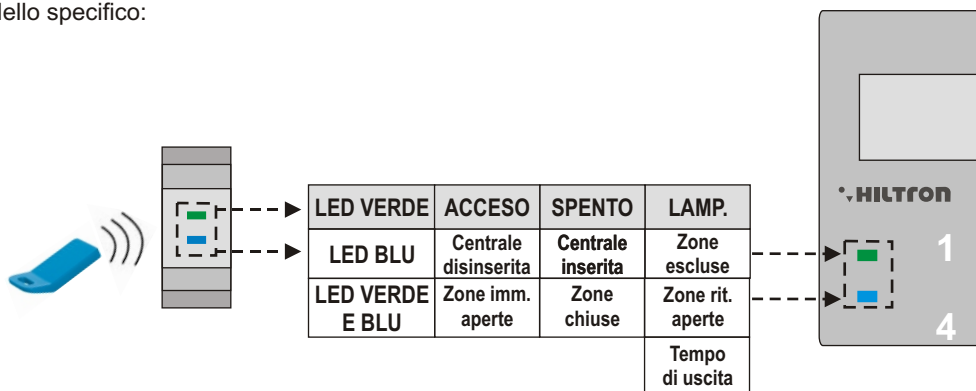 dello specifico:
HILTRON
LED VERDE ACCESO SPENTO LAMP.
LED BLU Centrale disinserita Centrale inserita Zone escluse
LED VERDE E BLU Zone imm. aperte Zone chiuse Zone rit. aperte
Tempo di uscita
1
4